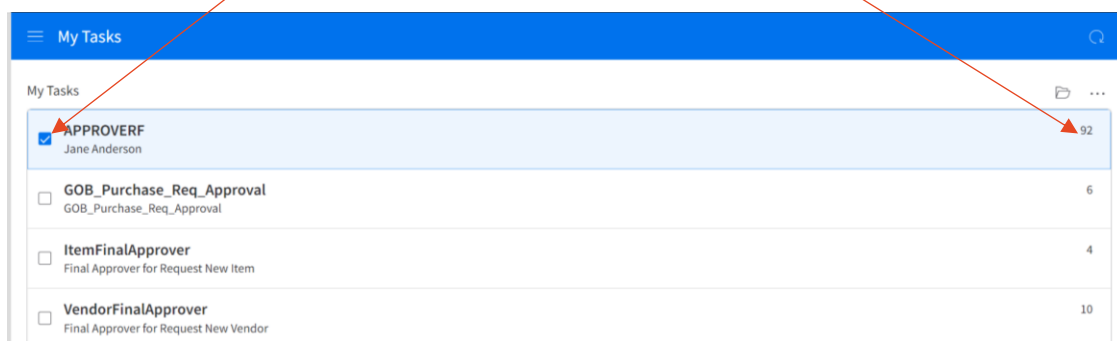 My Tasks
My Tasks
APPROVERF
92
Jane Anderson
GOB_Purchase_Req_Approval
6
GOB_Purchase_Req_Approval
ItemFinalApprover
4
Final Approver for Request New Item
VendorFinalApprover
10
Final Approver for Request New Vendor